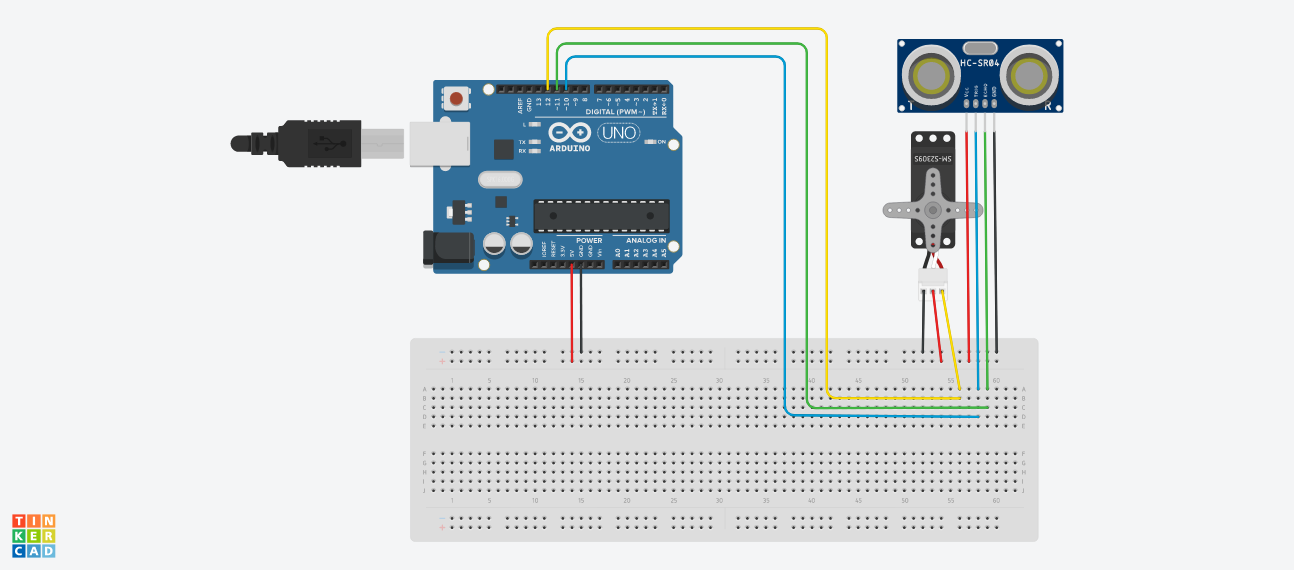 HC-SR04
VCC
TRIG
ECHO
GND
T R
AREF
GND
13
12
~11
~10
~9
8
7
~6
~5
4
~3
2
TX→1
RX←0
DIGITAL (PWM~)
L
TX
RX
ARDUINO
UNO
ON
SM-S2309S
POWER
ANALOG IN
IOREF
RESET
3.3V
5V
GND
GND
Vin
A0
A1
A2
A3
A4
A5
- -
+ +
1 5 10 15 20 25 30 35 40 45 50 55 60
A A
B B
C C
D D
E E
F F
G G
H H
I I
J J
1 5 10 15 20 25 30 35 40 45 50 55 60
- -
+ +
TIN
KER
CAD